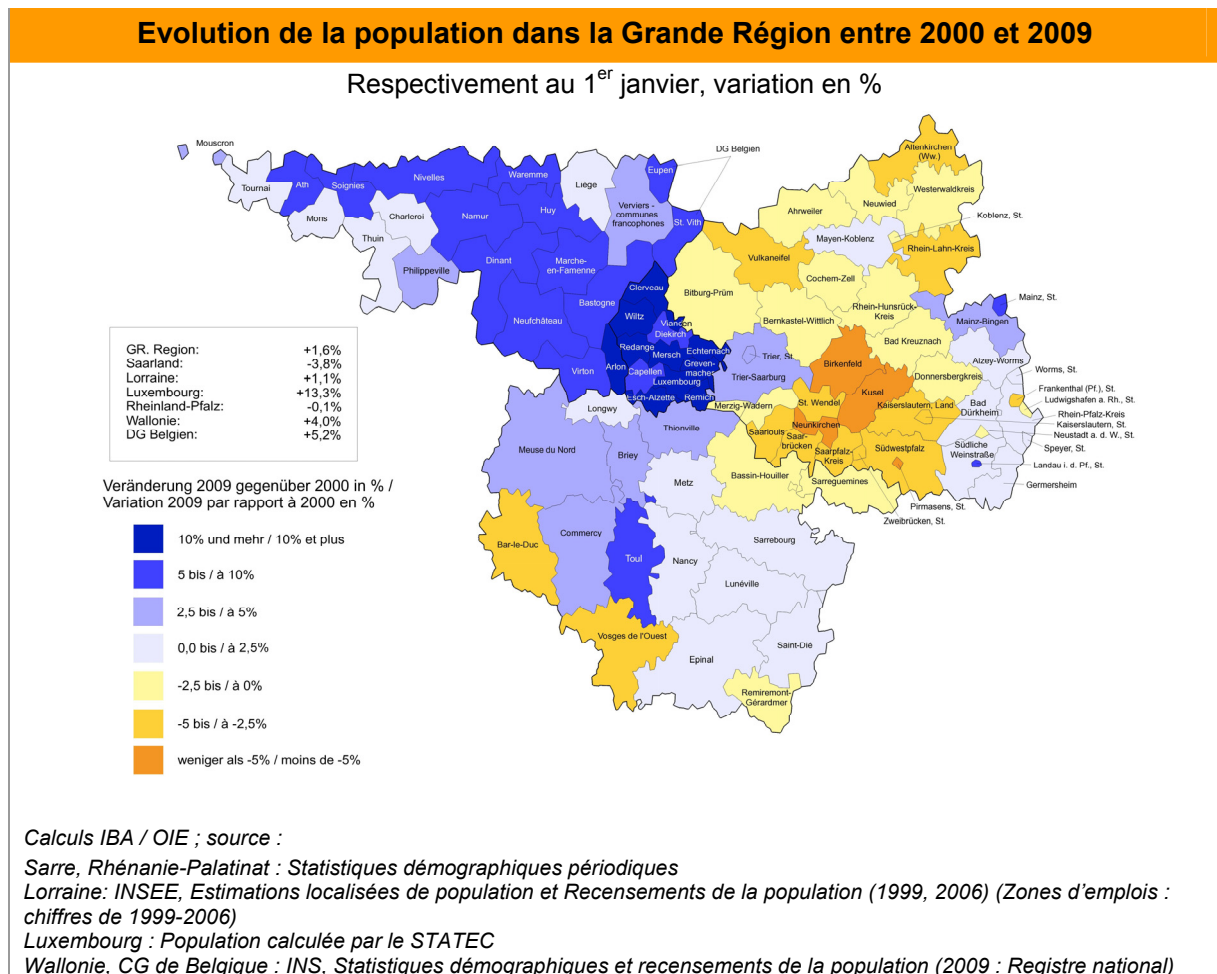 Evolution de la population dans la Grande Région entre 2000 et 2009
Respectivement au 1er janvier, variation en %
Mouscron
DG Belgien
Tournai
Ath
Soignies
Nivelles
Waremme
Liège
Eupen
Mons
Charleroi
Namur
Huy
Verviers -
communes
francophones
St. Vith
Thuin
Philippeville
Dinant
Marche-
en-Famenne
Bastogne
Neufchâteau
Virton
Arlon
Clervaux
Wiltz
Vianden
Diekirch
Redange
Mersch
Echternach
Greven-
macher
Capellen
Luxembourg
Esch-Alzette
Remich
Altenkirchen
(Ww.)
Westerwaldkreis
Neuwied
Ahrweiler
Koblenz, St.
Mayen-Koblenz
Rhein-Lahn-Kreis
Vulkaneifel
Cochem-Zell
Bitburg-Prüm
Rhein-Hunsrück-
Kreis
Mainz, St.
Mainz-Bingen
Bernkastel-Wittlich
Bad Kreuznach
Alzey-Worms
Trier, St.
Trier-Saarburg
Birkenfeld
Worms, St.
Kusel
Donnersbergkreis
Frankenthal (Pf.), St.
Ludwigshafen a. Rh., St.
Rhein-Pfalz-Kreis
Kaiserslautern, St.
Neustadt a. d. W., St.
Speyer, St.
Landau i. d. Pf., St.
Germersheim
Kaiserslautern, Land
Bad
Dürkheim
Südliche
Weinstraße
Südwestpfalz
Pirmasens, St.
Zweibrücken, St.
Merzig-Wadern
St. Wendel
Neunkirchen
Saarlouis
Saar-
brücken
Saarpfalz-
Kreis
Longwy
Thionville
Meuse du Nord
Briey
Metz
Bassin-Houiller
Sarreguemines
Bar-le-Duc
Commercy
Toul
Nancy
Sarrebourg
Lunéville
Vosges de l'Ouest
Epinal
Saint-Dié
Remiremont-
Gérardmer
GR. Region: +1,6%
Saarland: -3,8%
Lorraine: +1,1%
Luxembourg: +13,3%
Rheinland-Pfalz: -0,1%
Wallonie: +4,0%
DG Belgien: +5,2%
Veränderung 2009 gegenüber 2000 in % /
Variation 2009 par rapport à 2000 en %
10% und mehr / 10% et plus
5 bis / à 10%
2,5 bis / à 5%
0,0 bis / à 2,5%
-2,5 bis / à 0%
-5 bis / à -2,5%
weniger als -5% / moins de -5%
Calculs IBA / OIE ; source :
Sarre, Rhénanie-Palatinat : Statistiques démographiques périodiques
Lorraine: INSEE, Estimations localisées de population et Recensements de la population (1999, 2006) (Zones d'emplois :
chiffres de 1999-2006)
Luxembourg : Population calculée par le STATEC
Wallonie, CG de Belgique : INS, Statistiques démographiques et recensements de la population (2009 : Registre national)